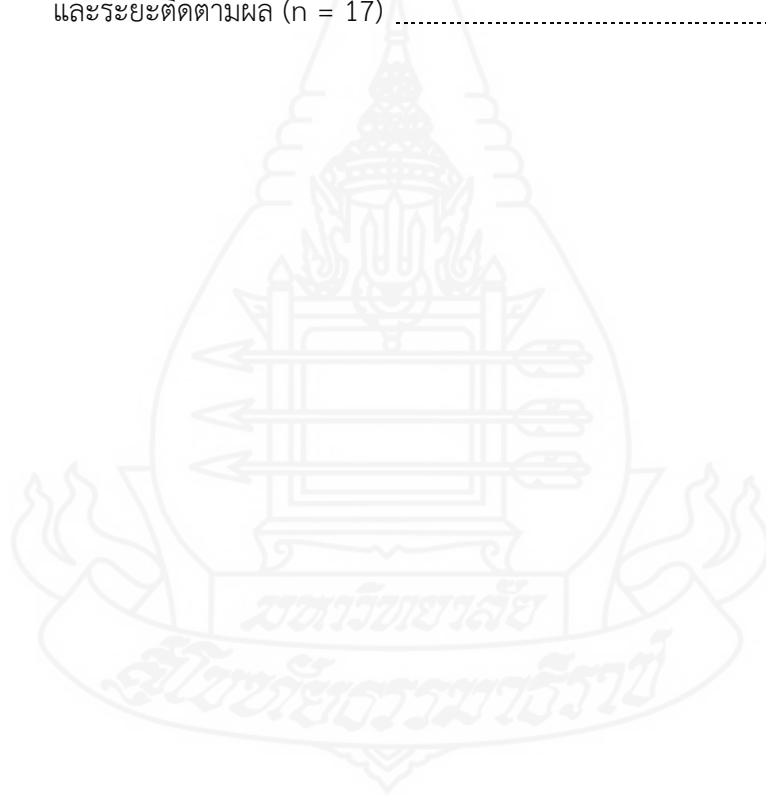 และระยะติดตามผล (n = 17)
มหาวิทยาลัย
สุโขทัยธรรมาธิราช